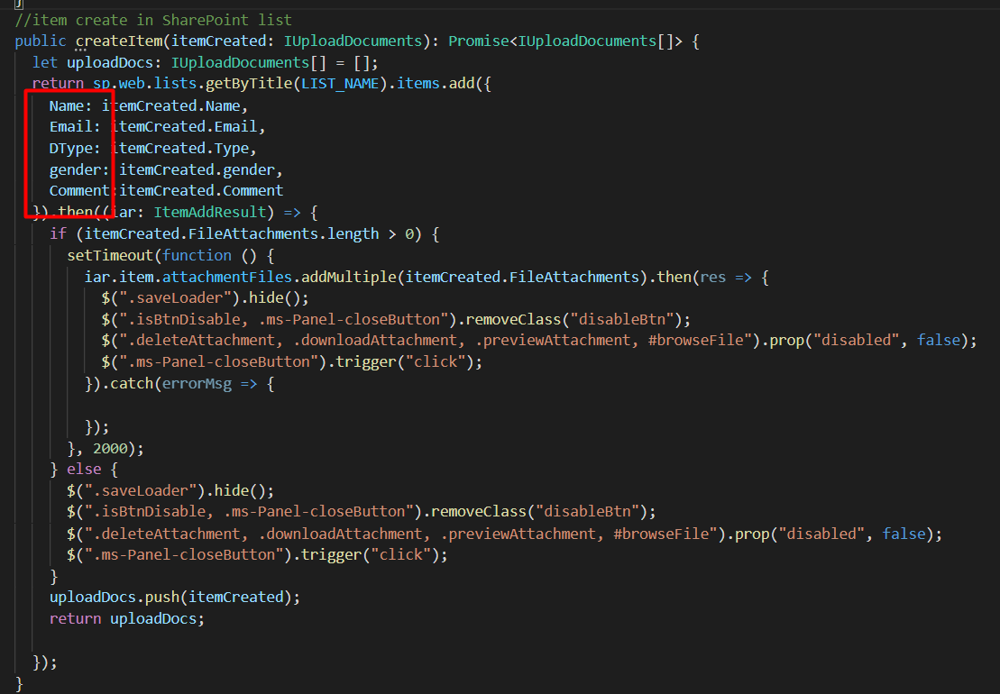 }
//item create in SharePoint list
public createItem(itemCreated: IUploadDocuments): Promise<IUploadDocuments[]> {
let uploadDocs: IUploadDocuments[] = [];
return sp.web.lists.getByTitle(LIST_NAME).items.add({
Name: itemCreated.Name,
Email: itemCreated.Email,
DType: itemCreated.Type,
gender: itemCreated.gender,
Comment:itemCreated.Comment
}).then((iar: ItemAddResult) => {
if (itemCreated.FileAttachments.length > 0) {
setTimeout(function () {
iar.item.attachmentFiles.addMultiple(itemCreated.FileAttachments).then(res => {
$(".saveLoader").hide();
$(".isBtnDisable, .ms-Panel-closeButton").removeClass("disableBtn");
$(".deleteAttachment, .downloadAttachment, .previewAttachment, #browseFile").prop("disabled", false);
$(".ms-Panel-closeButton").trigger("click");
}).catch(errorMsg => {
});
}, 2000);
} else {
$(".saveLoader").hide();
$(".isBtnDisable, .ms-Panel-closeButton").removeClass("disableBtn");
$(".deleteAttachment, .downloadAttachment, .previewAttachment, #browseFile").prop("disabled", false);
$(".ms-Panel-closeButton").trigger("click");
}
uploadDocs.push(itemCreated);
return uploadDocs;
});
}